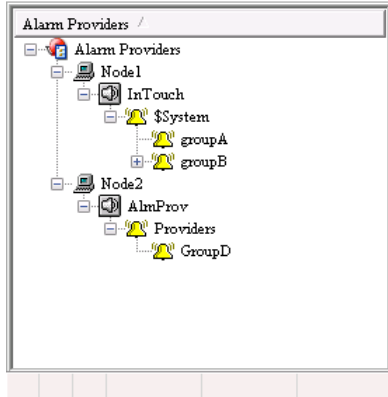 Alarm Providers /
Alarm Providers
Node1
InTouch
$System
groupA
groupB
Node2
AlmProv
Providers
GroupD